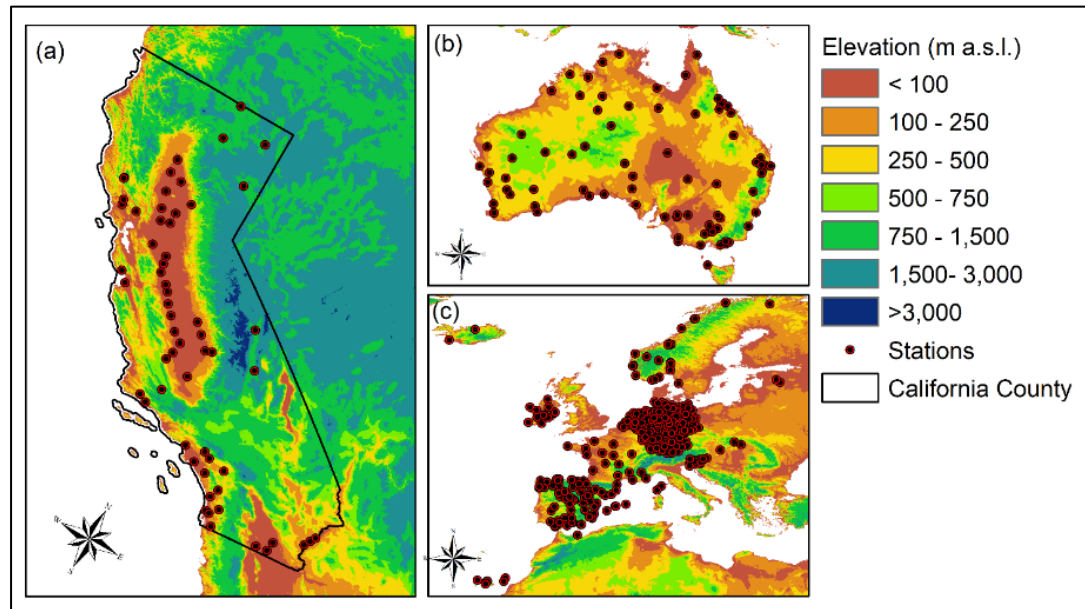 (a)
(b)
(c)
Elevation (m a.s.l.)
< 100
100 - 250
250 - 500
500 - 750
750 - 1,500
1,500- 3,000
>3,000
Stations
California County